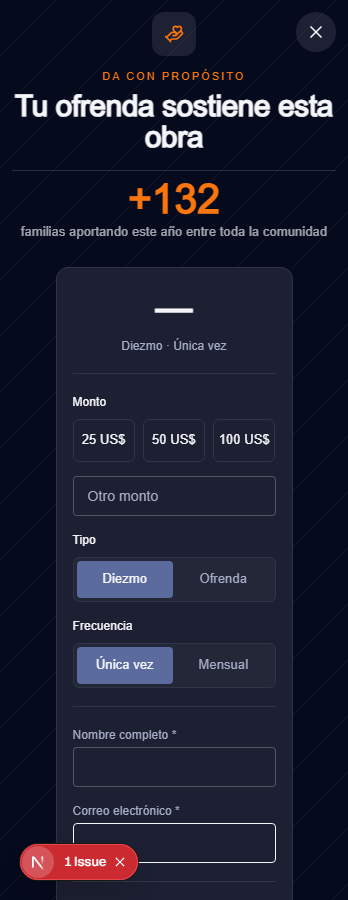 DA CON PROPÓSITO
Tu ofrenda sostiene esta
obra
+132
familias aportando este año entre toda la comunidad
—
Diezmo · Única vez
Monto
25 US$ 50 US$ 100 US$
Otro monto
Tipo
Diezmo Ofrenda
Frecuencia
Única vez Mensual
Nombre completo *
Correo electrónico *
N 1 Issue